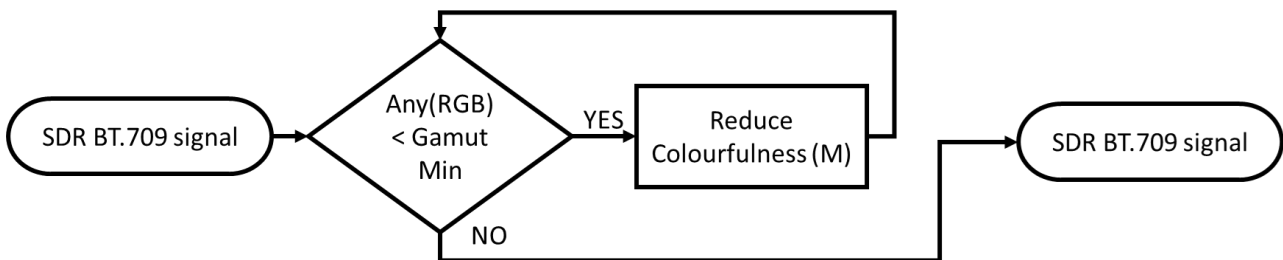 SDR BT.709 signal
Any(RGB)
< Gamut
Min
YES
Reduce
Colourfulness (M)
NO
SDR BT.709 signal